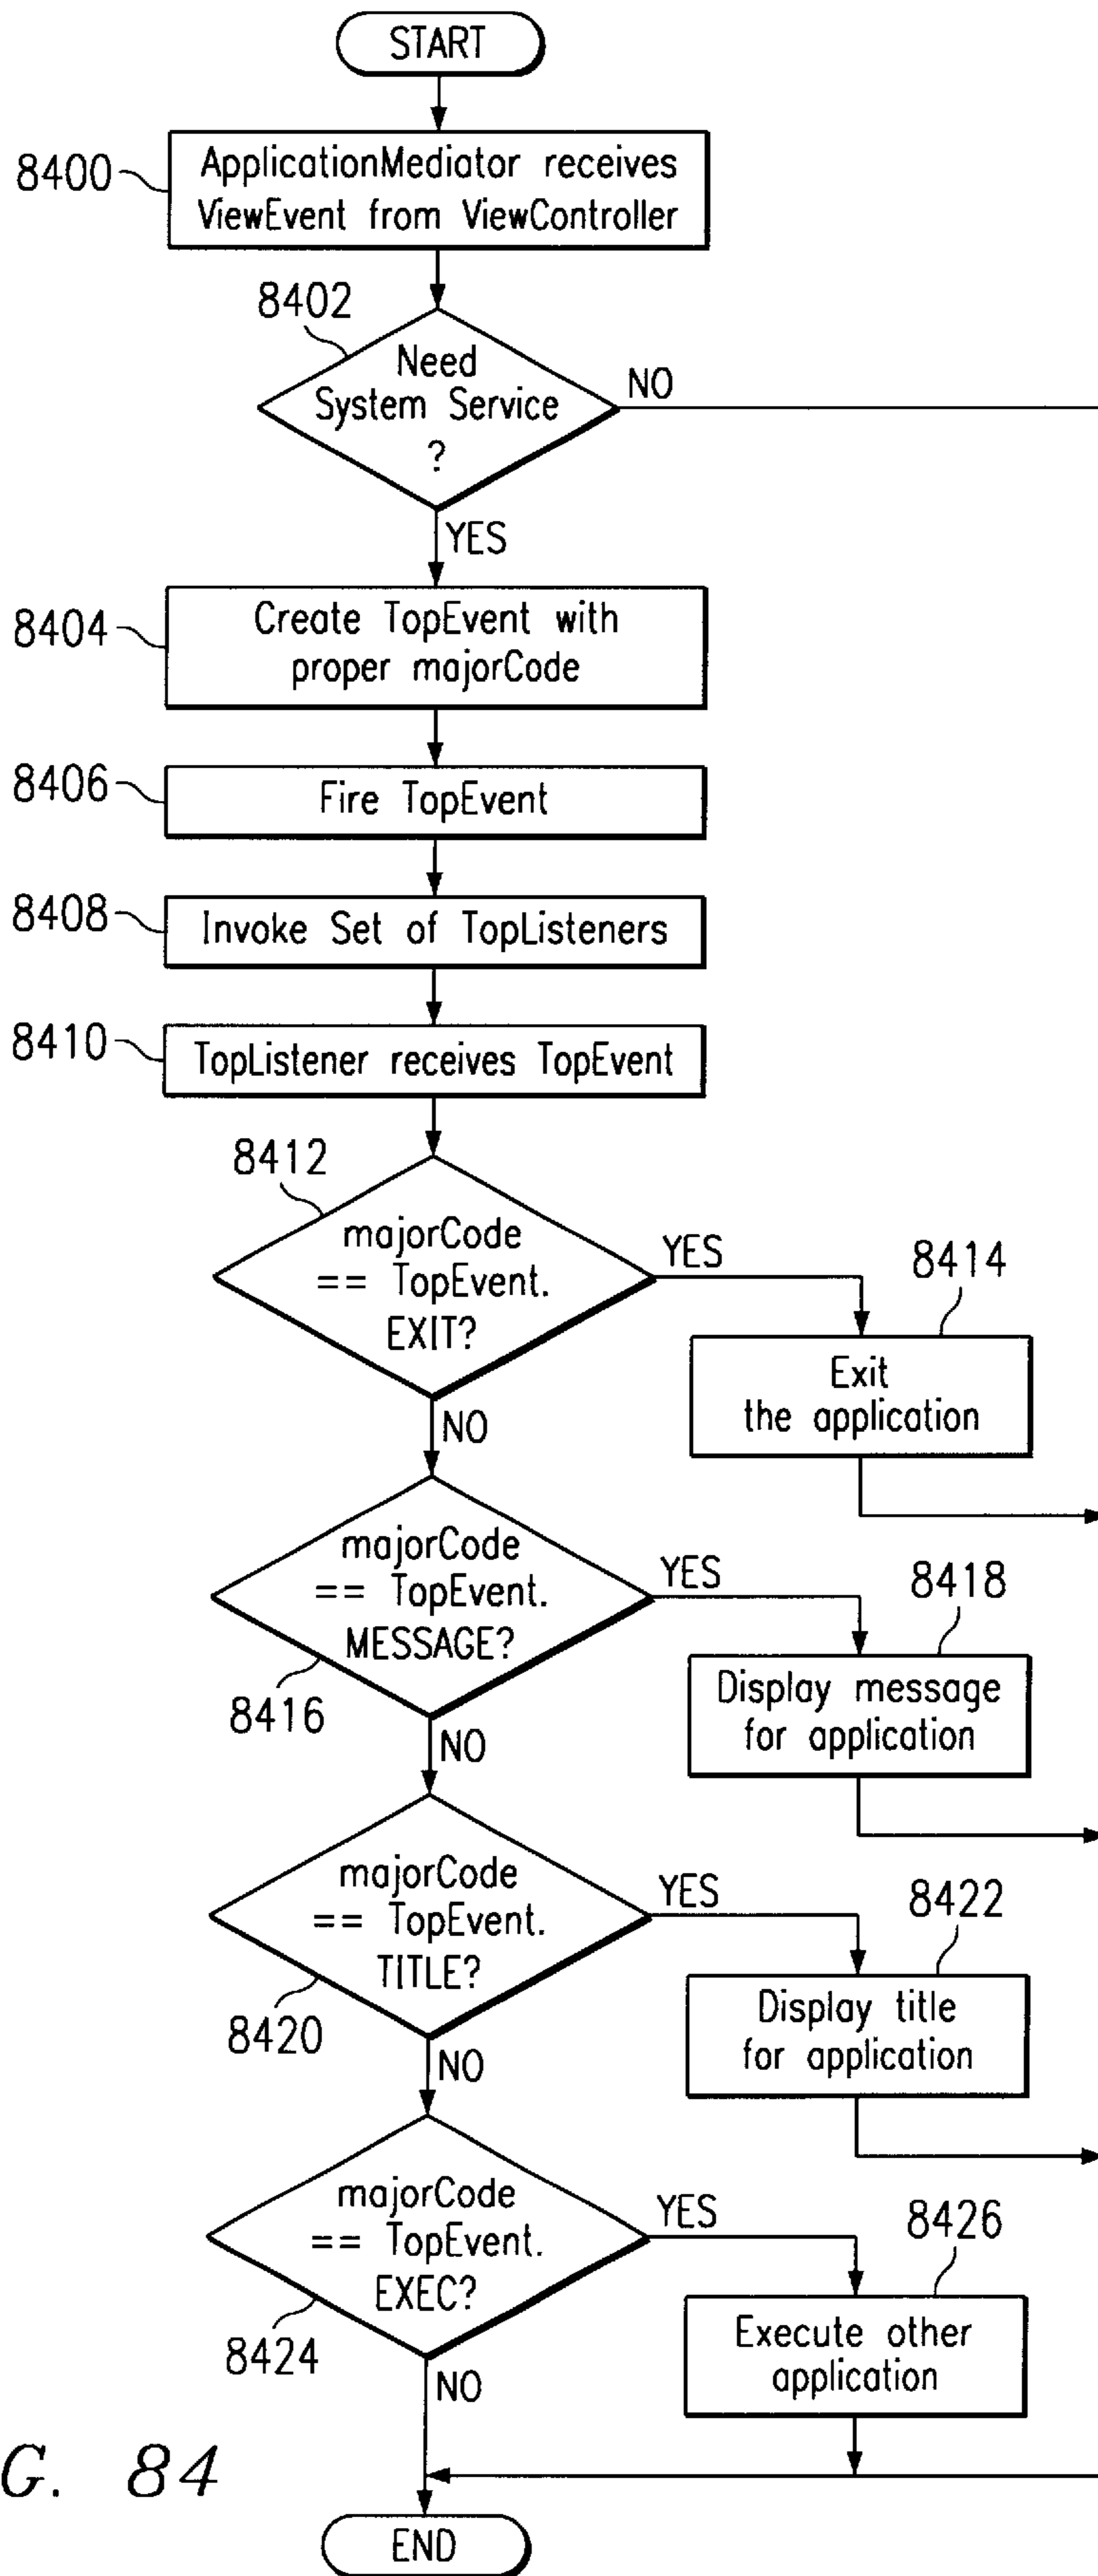 START
8400
ApplicationMediator receives
ViewEvent from ViewController
8402
Need
System Service
?
NO
YES
8404
Create TopEvent with
proper majorCode
8406
Fire TopEvent
8408
Invoke Set of TopListeners
8410
TopListener receives TopEvent
8412
majorCode
== TopEvent.
EXIT?
YES
8414
Exit
the application
NO
majorCode
== TopEvent.
MESSAGE?
8416
YES
8418
Display message
for application
NO
majorCode
== TopEvent.
TITLE?
8420
YES
8422
Display title
for application
NO
majorCode
== TopEvent.
EXEC?
8424
YES
8426
Execute other
application
NO
G. 84
END